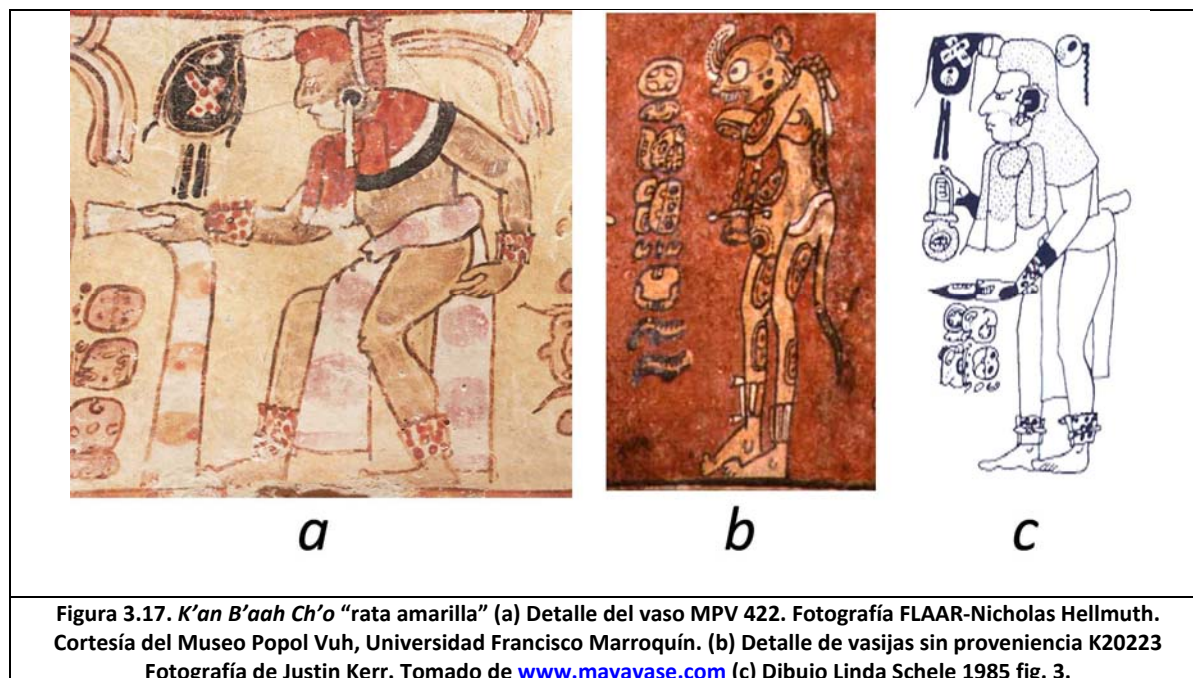 a
b
c
Figura 3.17. K’an B’aah Ch’o “rata amarilla” (a) Detalle del vaso MPV 422. Fotografía FLAAR-Nicholas Hellmuth.
Cortesía del Museo Popol Vuh, Universidad Francisco Marroquín. (b) Detalle de vasijas sin proveniencia K20223
Fotografía de Justin Kerr. Tomado de www.mayavase.com (c) Dibujo Linda Schele 1985 fig. 3.